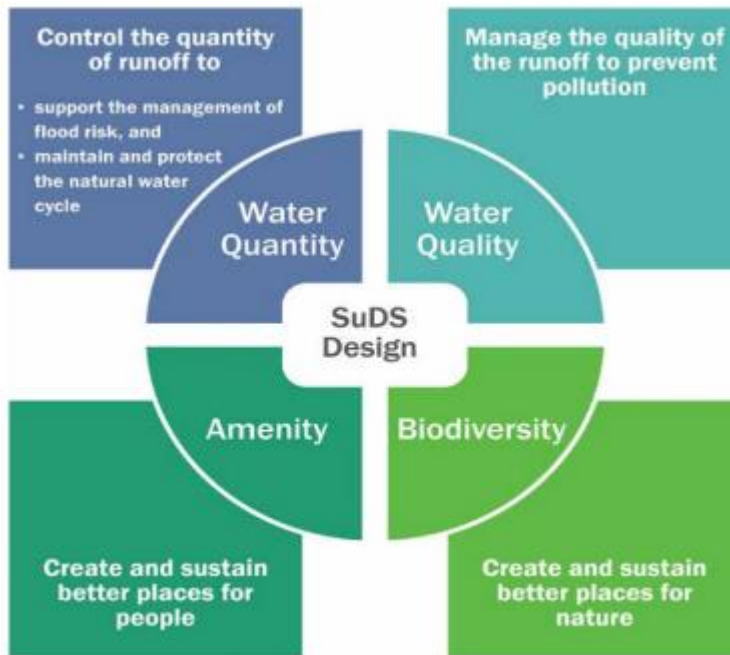 Control the quantity
of runoff to
• support the management of
flood risk, and
• maintain and protect
the natural water
cycle
Manage the quality of
the runoff to prevent
pollution
Water
Quantity
Water
Quality
SuDS
Design
Amenity
Biodiversity
Create and sustain
better places for
people
Create and sustain
better places for
nature